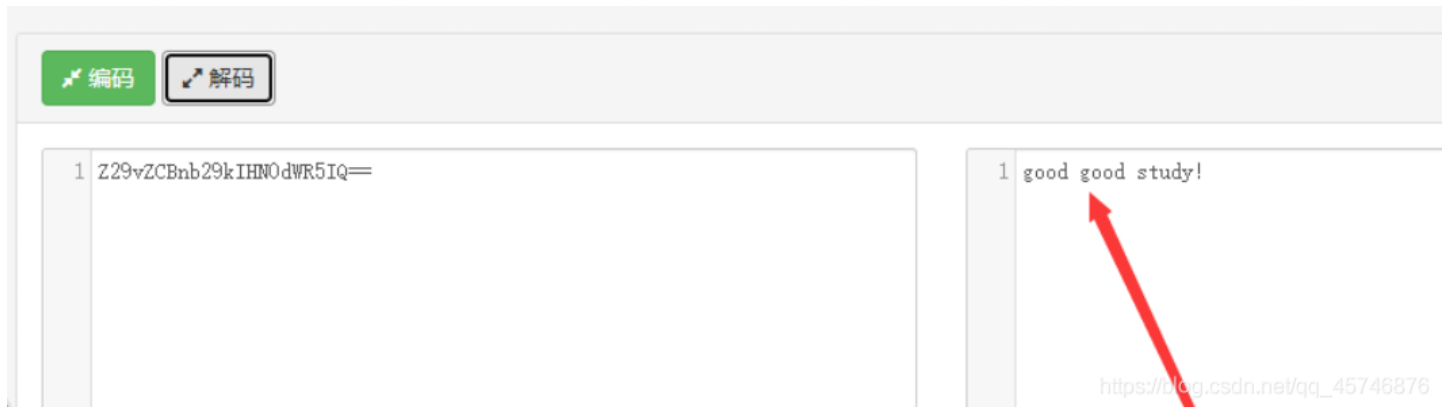 编码 解码
1 Z29vZCBnb29kIHN0dWR5IQ==
1 good good study!
https://blog.csdn.net/qq_45746876